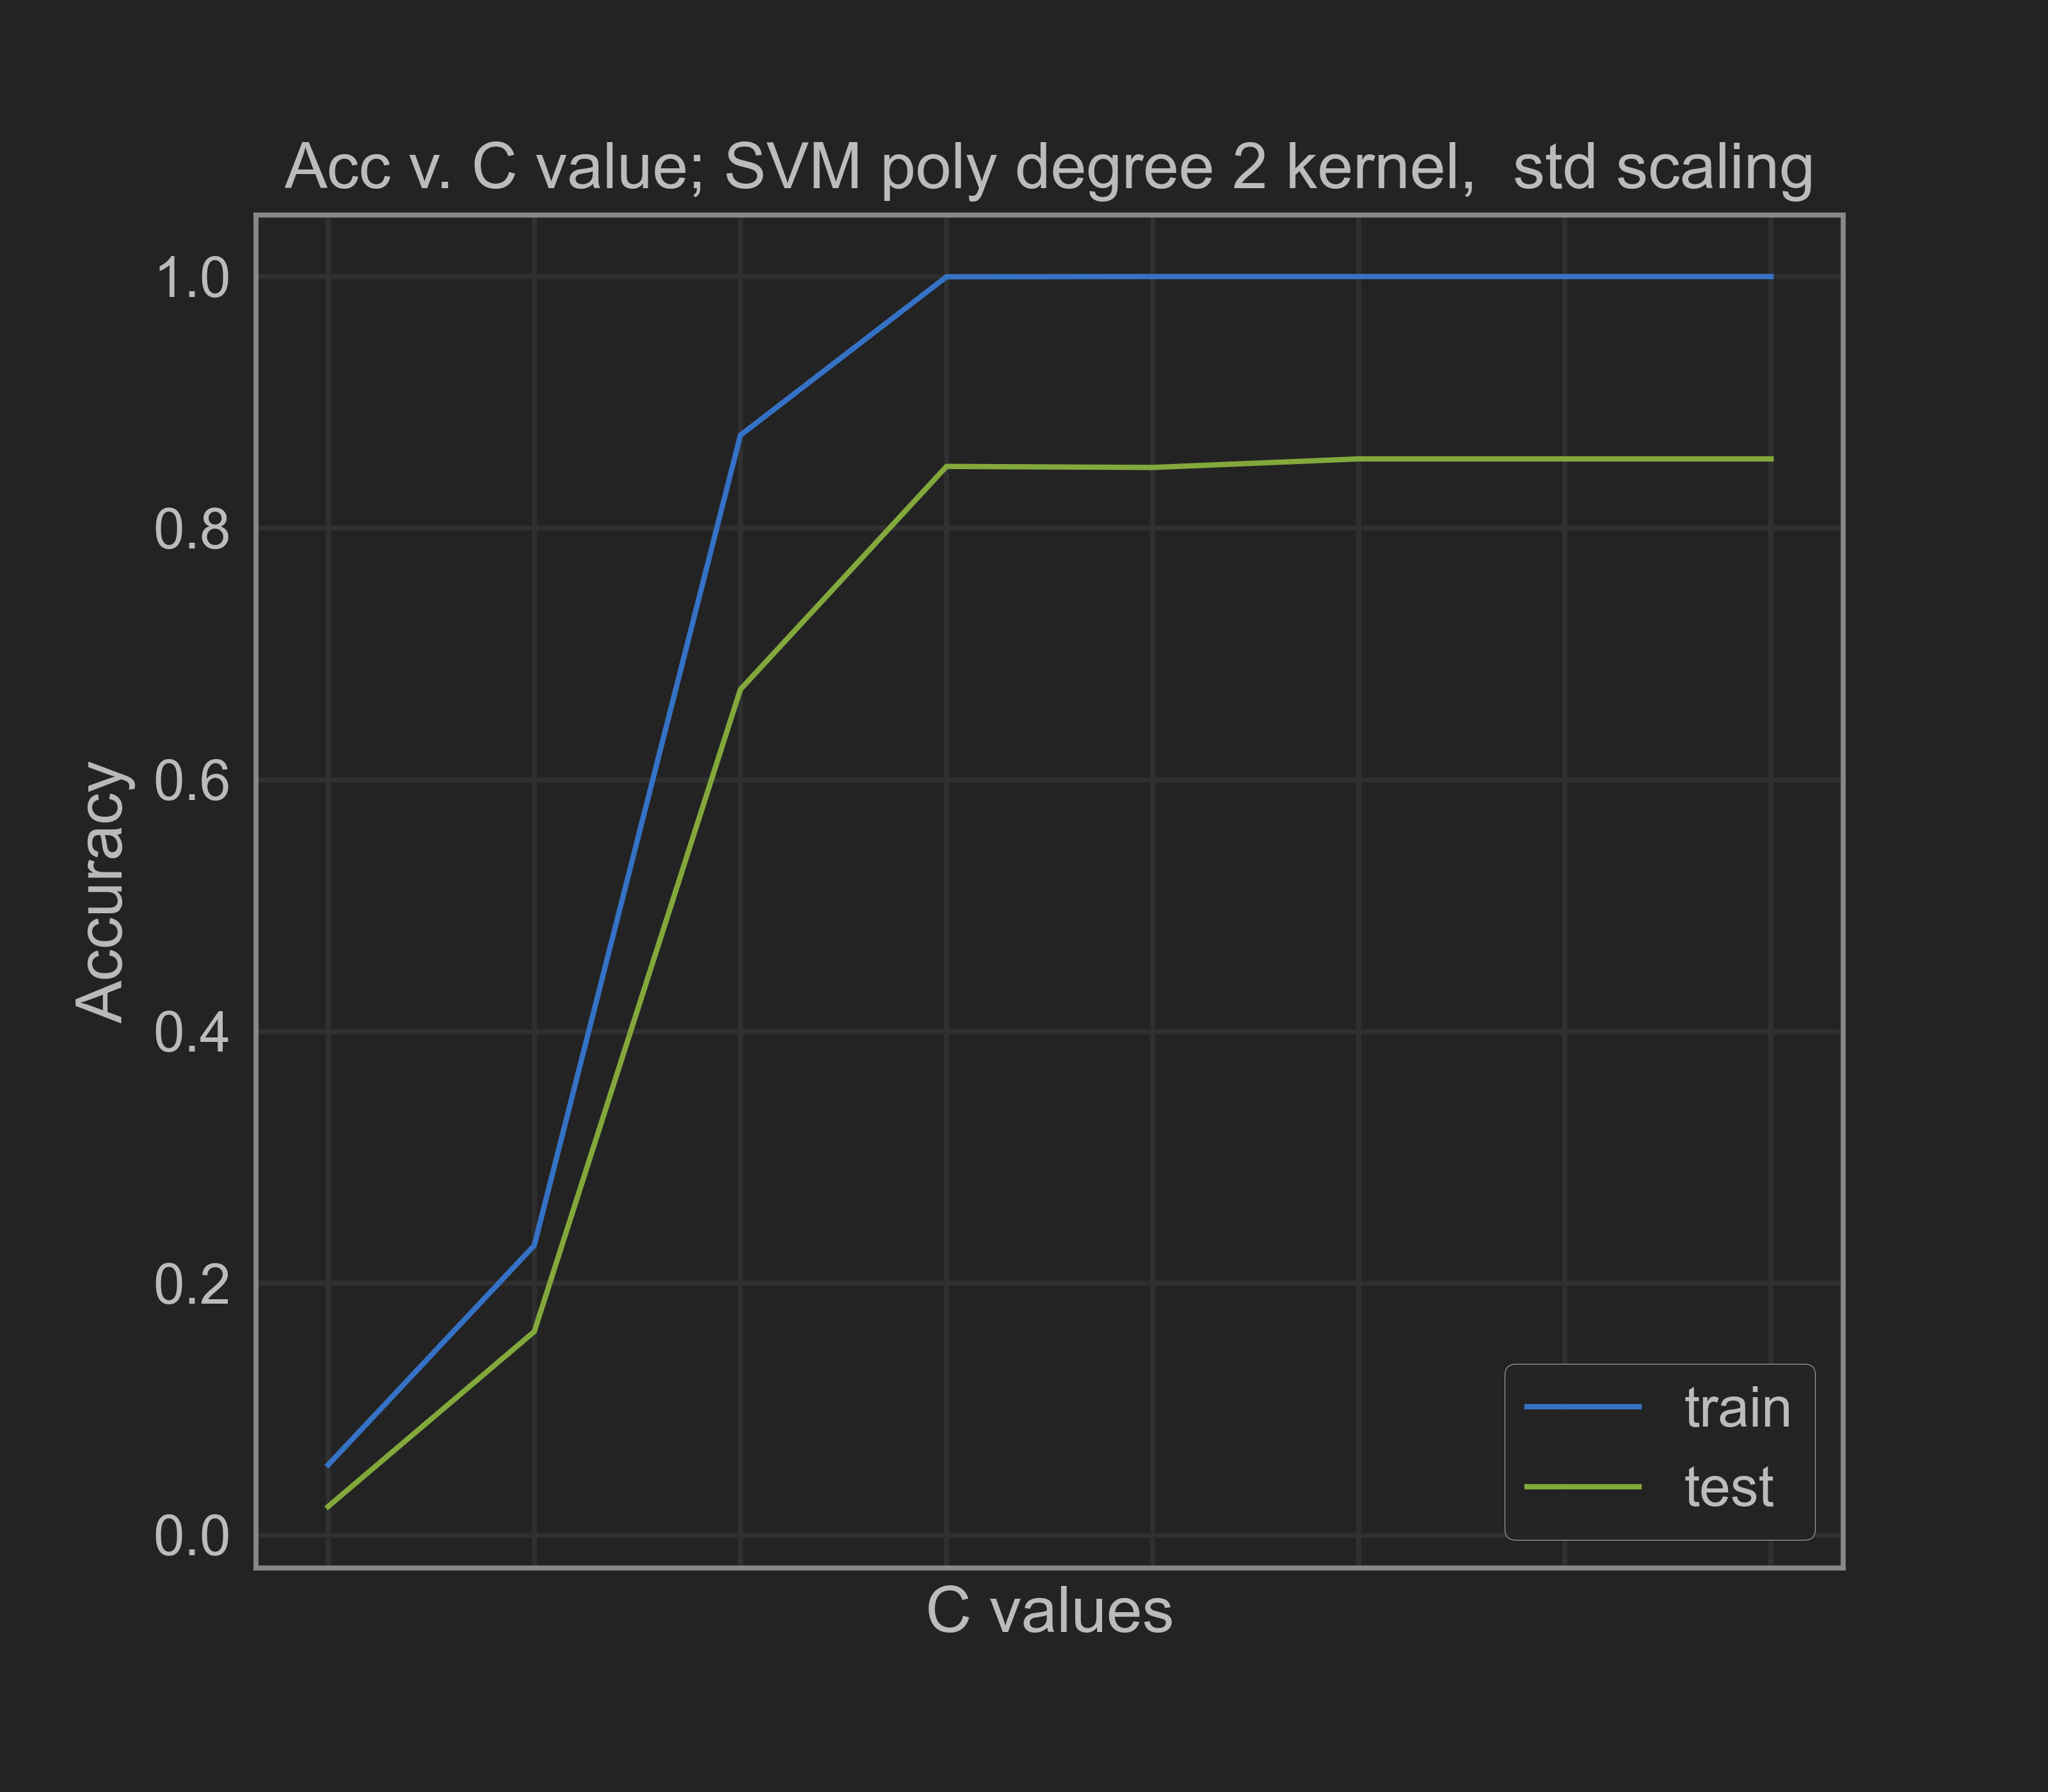 Acc v. C value; SVM poly degree 2 kernel,  std scaling
1.0
0.8
0.6
0.4
0.2
0.0
Accuracy
train
test
C values